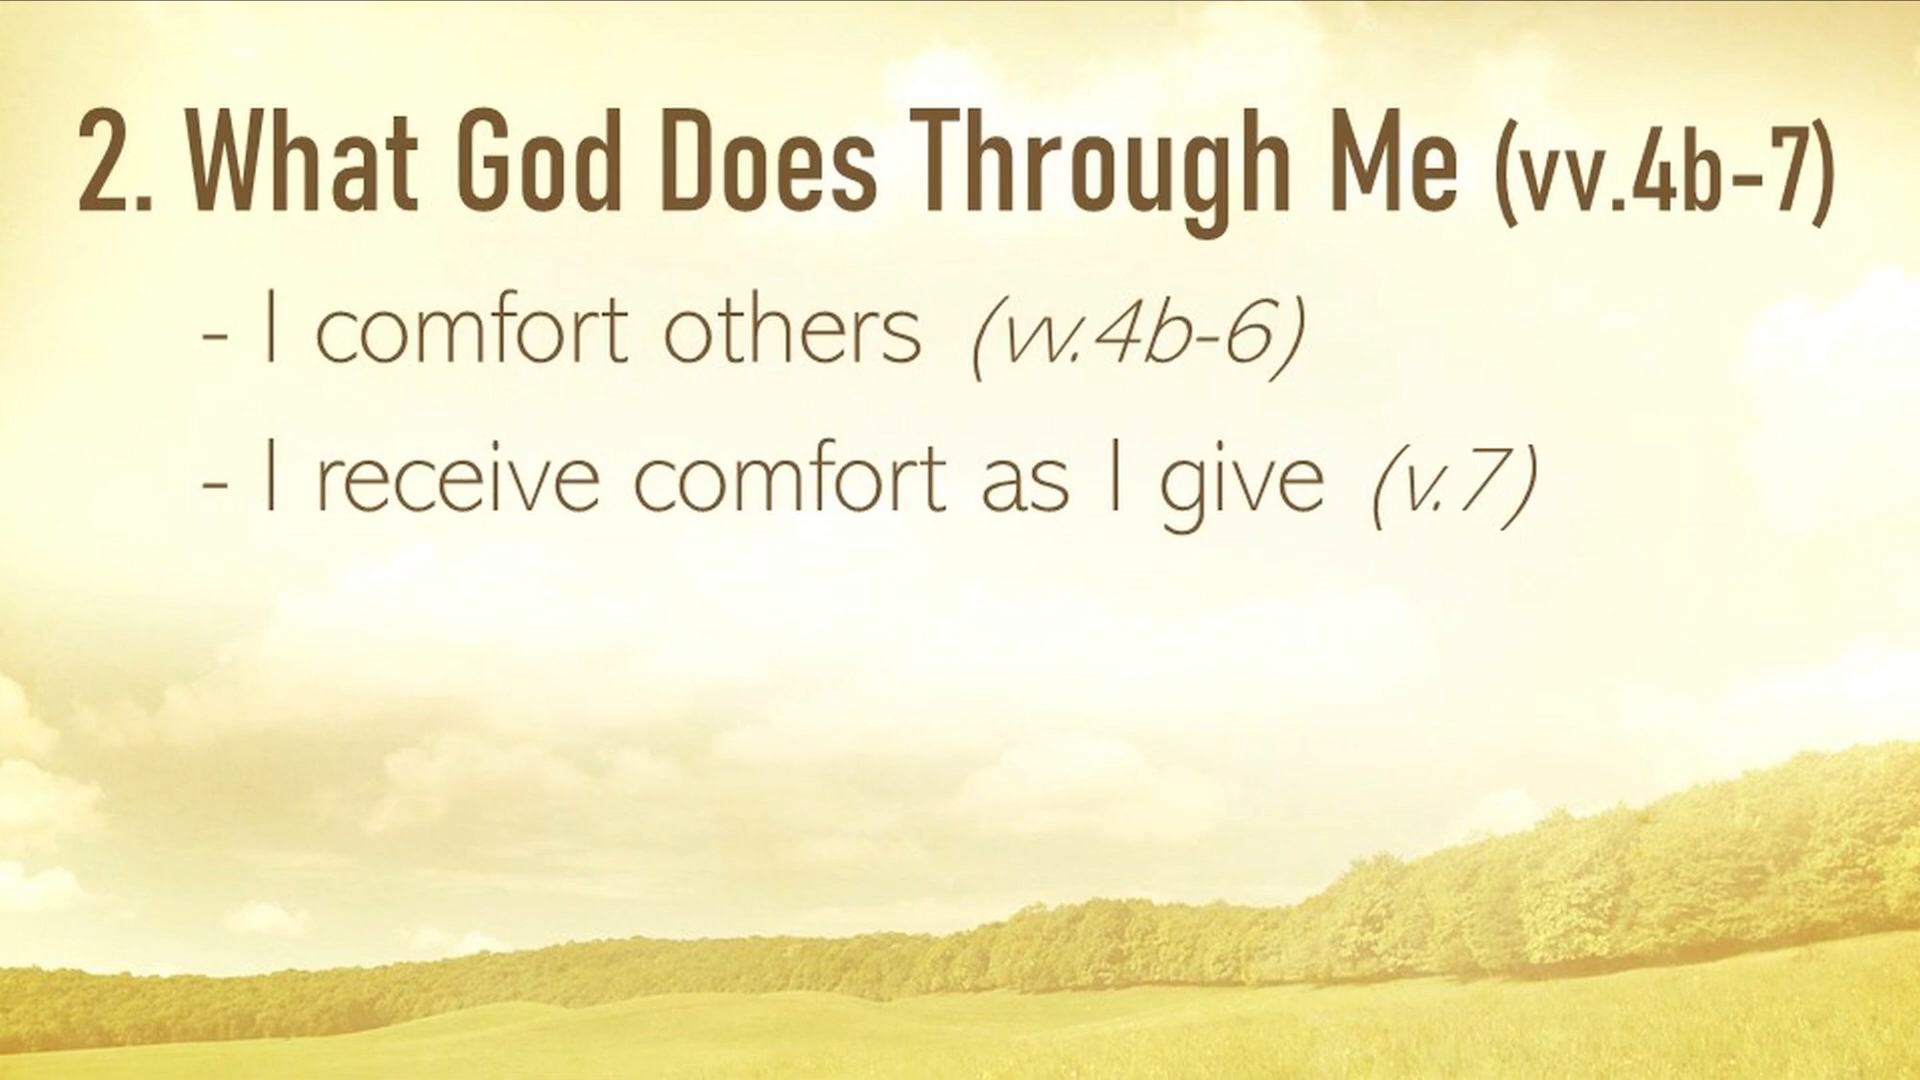 2. What God Does Through Me (vv.4b-7)
- I comfort others (vv.4b-6)
- I receive comfort as I give (v.7)